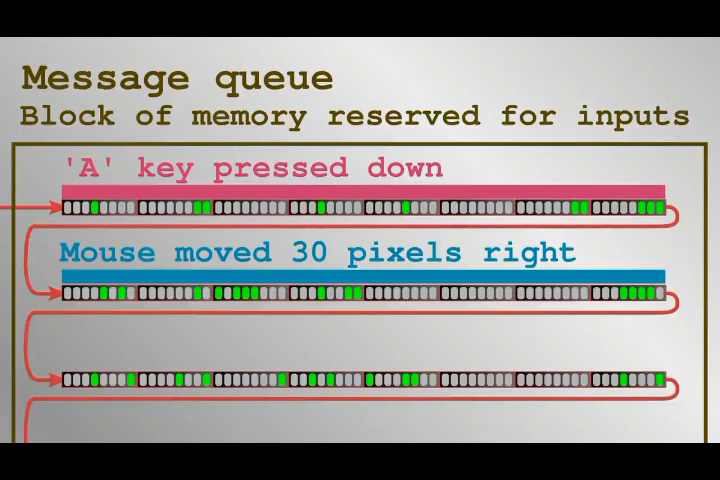 Message queue
Block of memory reserved for inputs
'A' key pressed down
Mouse moved 30 pixels right